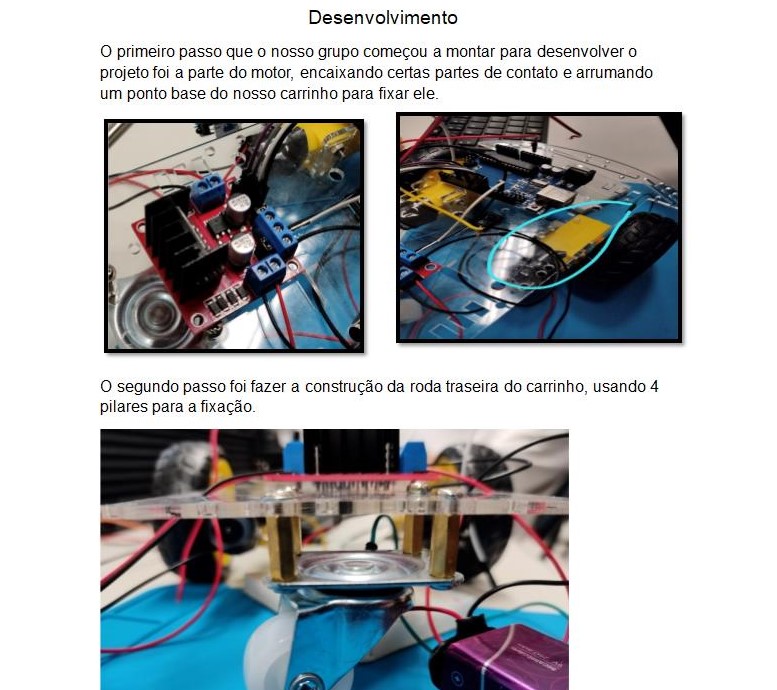 Desenvolvimento
O primeiro passo que o nosso grupo começou a montar para desenvolver o
projeto foi a parte do motor, encaixando certas partes de contato e arrumando
um ponto base do nosso carrinho para fixar ele.
O segundo passo foi fazer a construção da roda traseira do carrinho, usando 4
pilares para a fixação.